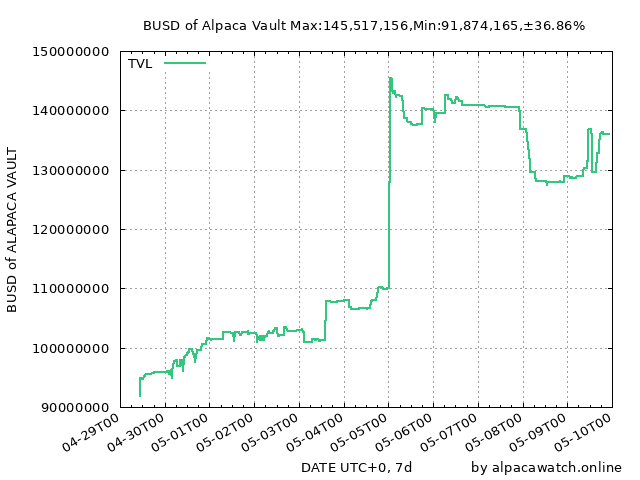 BUSD of Alpaca Vault Max:145,517,156,Min:91,874,165,±36.86%
TVL
BUSD of ALAPACA VAULT
150000000
140000000
130000000
120000000
110000000
100000000
90000000
04-29T00
04-30T00
05-01T00
05-02T00
05-03T00
05-04T00
05-05T00
05-06T00
05-07T00
05-08T00
05-09T00
05-10T00
DATE UTC+0, 7d
by alpacawatch.online